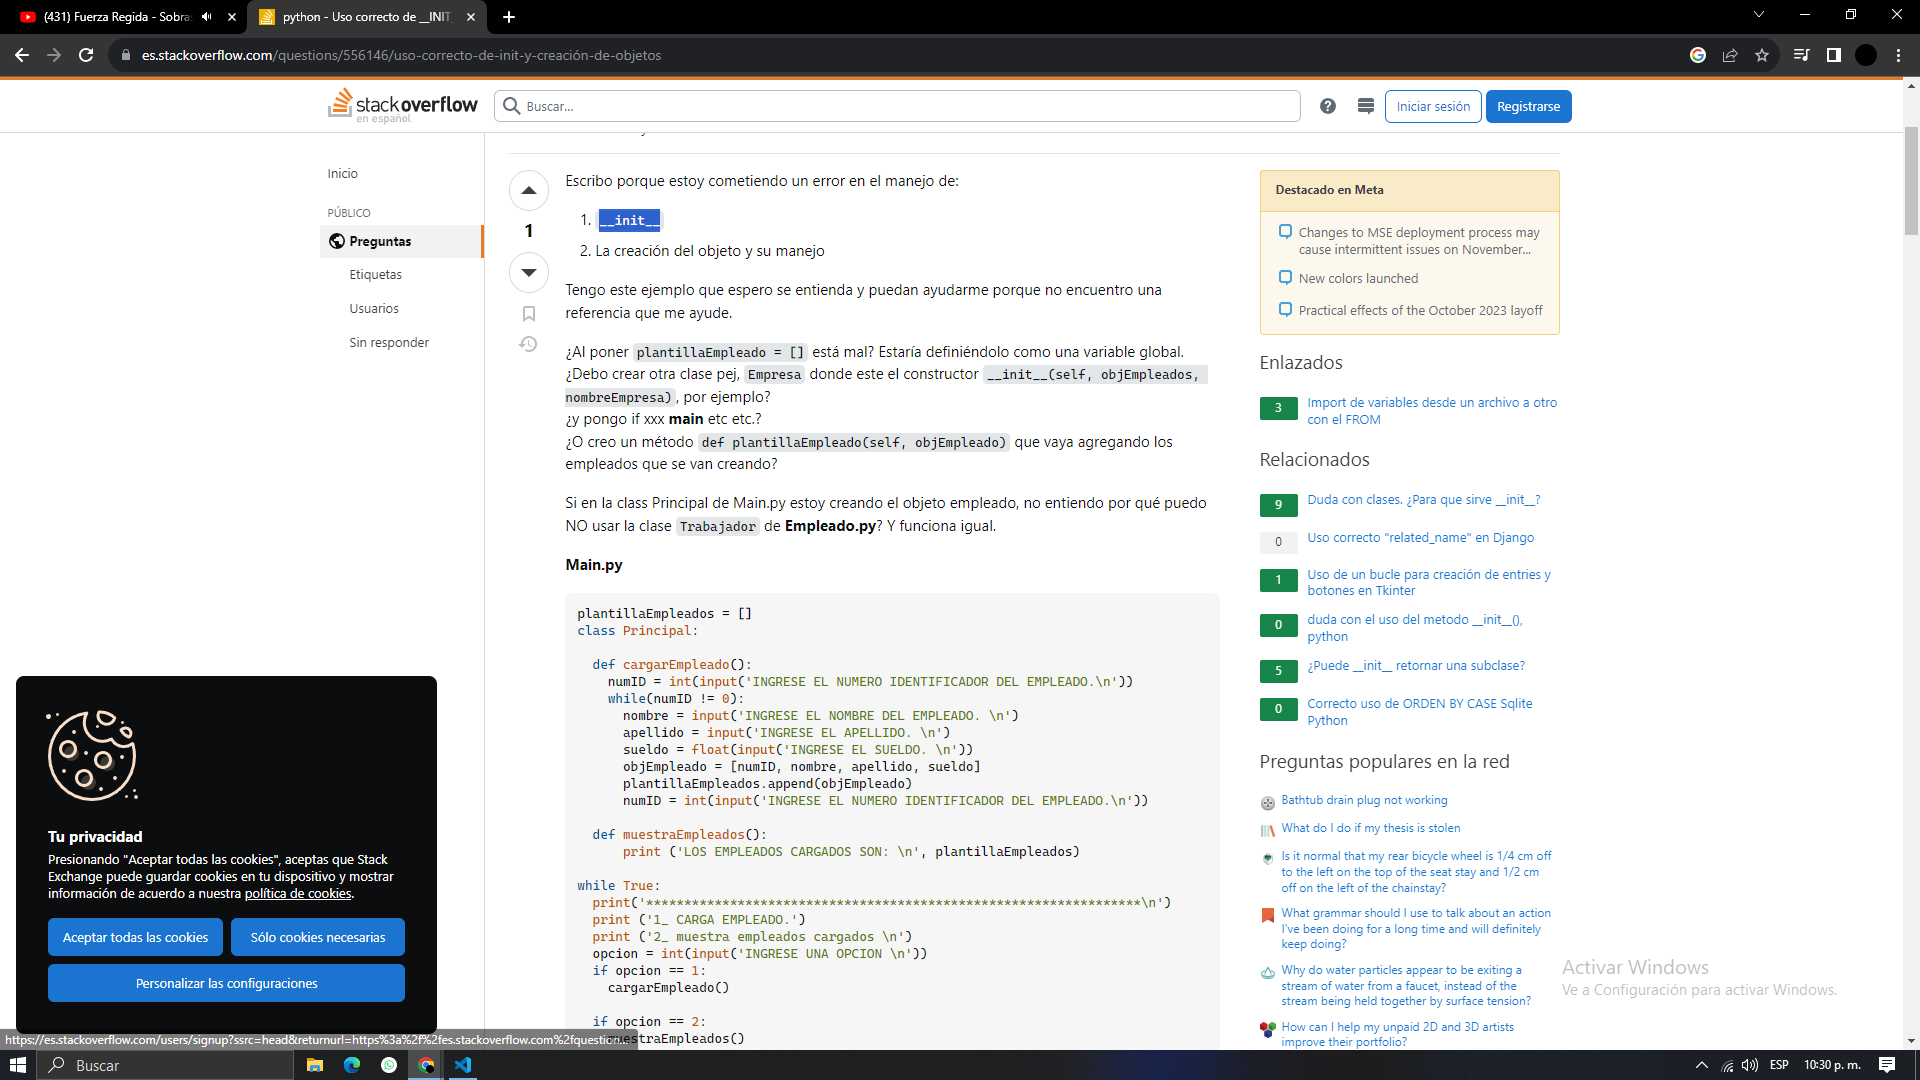 (431) Fuerza Regida - Sobra
python - Uso correcto de __INIT_
es.stackoverflow.com/questions/556146/uso-correcto-de-init-y-creación-de-objetos
stackoverflow
en español
Buscar...
Iniciar sesión
Registrarse
Inicio
PÚBLICO
Preguntas
Etiquetas
Usuarios
Sin responder
1
Escribo porque estoy cometiendo un error en el manejo de:
1. __init__
2. La creación del objeto y su manejo
Tengo este ejemplo que espero se entienda y puedan ayudarme porque no encuentro una
referencia que me ayude.
¿Al poner plantillaEmpleado = [] está mal? Estaría definiéndolo como una variable global.
¿Debo crear otra clase pej, Empresa donde este el constructor __init__(self, objEmpleados,
nombreEmpresa), por ejemplo?
¿y pongo if xxx main etc etc.?
¿O creo un método def plantillaEmpleado(self, objEmpleado) que vaya agregando los
empleados que se van creando?
Si en la class Principal de Main.py estoy creando el objeto empleado, no entiendo por qué puedo
NO usar la clase Trabajador de Empleado.py? Y funciona igual.
Main.py
plantillaEmpleados = []
class Principal:
def cargarEmpleado():
numID = int(input('INGRESE EL NUMERO IDENTIFICADOR DEL EMPLEADO.\n'))
while(numID != 0):
nombre = input('INGRESE EL NOMBRE DEL EMPLEADO. \n')
apellido = input('INGRESE EL APELLIDO. \n')
sueldo = float(input('INGRESE EL SUELDO. \n'))
objEmpleado = [numID, nombre, apellido, sueldo]
plantillaEmpleados.append(objEmpleado)
numID = int(input('INGRESE EL NUMERO IDENTIFICADOR DEL EMPLEADO.\n'))
def muestraEmpleados():
print ('LOS EMPLEADOS CARGADOS SON: \n', plantillaEmpleados)
while True:
print('*****************************************************************\n')
print ('1_ CARGA EMPLEADO.')
print ('2_ muestra empleados cargados \n')
opcion = int(input('INGRESE UNA OPCION \n'))
if opcion == 1:
cargarEmpleado()
if opcion == 2:
muestraEmpleados()
Destacado en Meta
Changes to MSE deployment process may
cause intermittent issues on November...
New colors launched
Practical effects of the October 2023 layoff
Enlazados
3 Import de variables desde un archivo a otro
con el FROM
Relacionados
9 Duda con clases. ¿Para que sirve __init__?
0 Uso correcto "related_name" en Django
1 Uso de un bucle para creación de entries y
botones en Tkinter
0 duda con el uso del metodo __init__(),
python
5 ¿Puede __init__ retornar una subclase?
0 Correcto uso de ORDEN BY CASE Sqlite
Python
Preguntas populares en la red
Bathtub drain plug not working
What do I do if my thesis is stolen
Is it normal that my rear bicycle wheel is 1/4 cm off
to the left on the top of the seat stay and 1/2 cm
off on the left of the chainstay?
What grammar should I use to talk about an action
I've been doing for a long time and will definitely
keep doing?
Why do water particles appear to be exiting a
stream of water from a faucet, instead of the
stream being held together by surface tension?
How can I help my unpaid 2D and 3D artists
improve their portfolio?
Tu privacidad
Presionando "Aceptar todas las cookies", aceptas que Stack
Exchange puede guardar cookies en tu dispositivo y mostrar
información de acuerdo a nuestra política de cookies.
Aceptar todas las cookies
Sólo cookies necesarias
Personalizar las configuraciones
Activar Windows
Ve a Configuración para activar Windows.
https://es.stackoverflow.com/users/signup?ssrc=head&returnurl=https%3a%2f%2fes.stackoverflow.com%2fquestion...
Buscar
ESP
10:30 p. m.